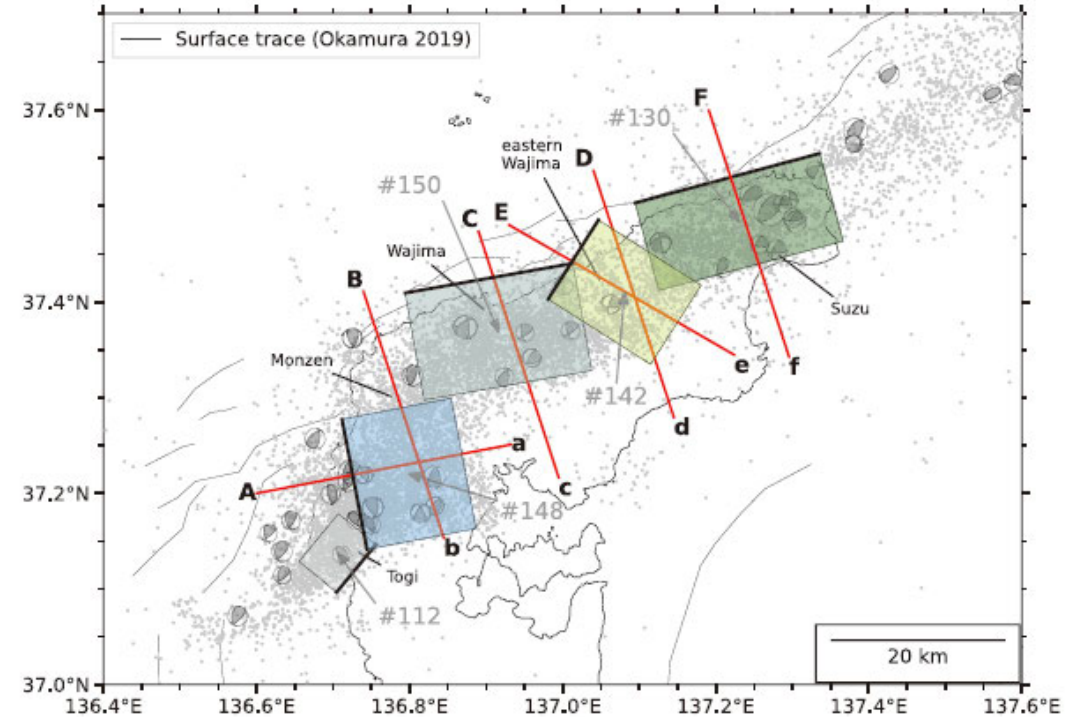 Surface trace (Okamura 2019)
37.6°N
37.4°N
37.2°N
37.0°N
F
#130
eastern
Wajima
D
#150
C
E
Wajima
B
Suzu
Monzen
e
f
#142
d
a
A
c
#148
b
Togi
#112
20 km
136.4°E
136.6°E
136.8°E
137.0°E
137.2°E
137.4°E
137.6°E